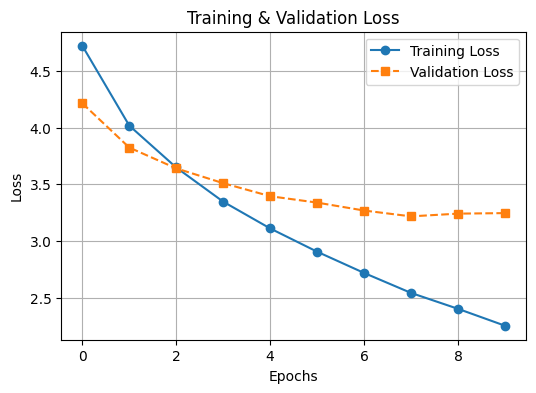 Training & Validation Loss
Training Loss
Validation Loss
4.5
4.0
3.5
3.0
2.5
Loss
0 2 4 6 8
Epochs